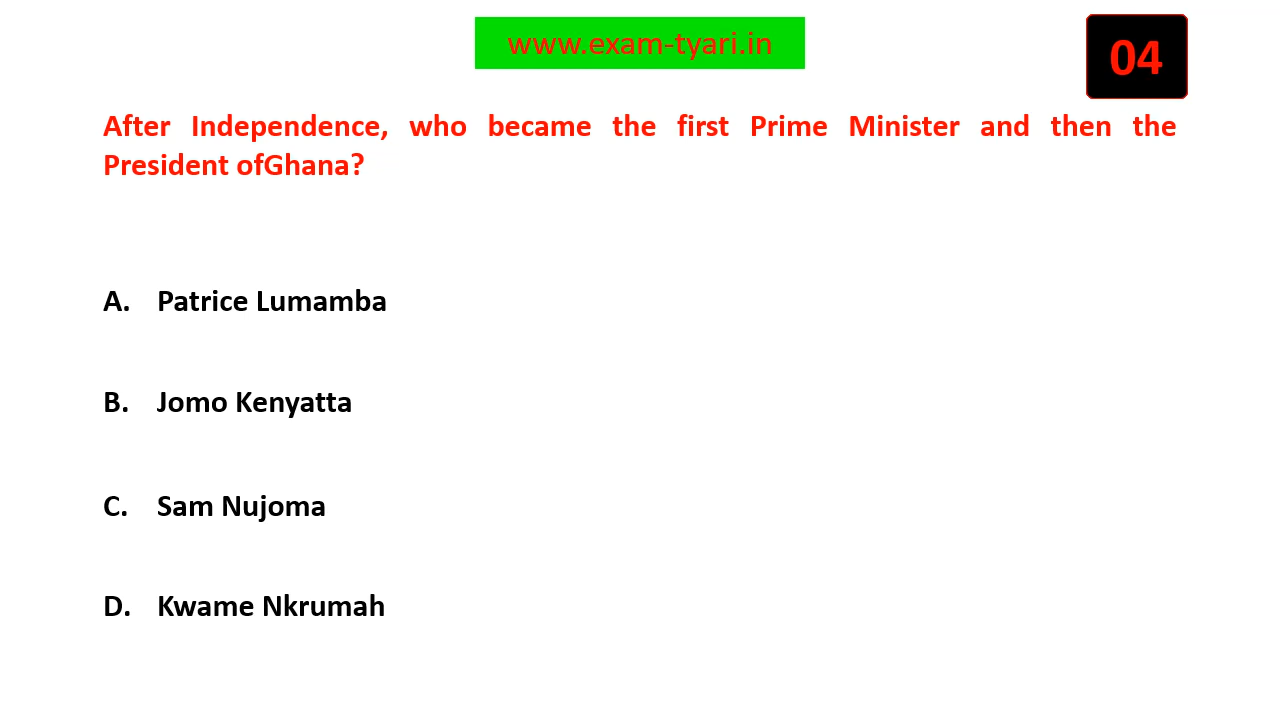 www.exam-tyari.in
04
After Independence, who became the first Prime Minister and then the
President ofGhana?
A. Patrice Lumamba
B. Jomo Kenyatta
C. Sam Nujoma
D. Kwame Nkrumah